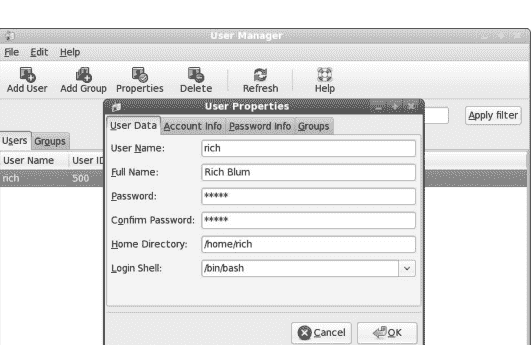 User Manager
File Edit Help
Add User Add Group Properties Delete Refresh Help
User Properties
Apply filter
User Data Account Info Password Info Groups
Users Groups
User Name: rich
User Name User ID
Full Name: Rich Blum
rich 500
Password: *****
Confirm Password: *****
Home Directory: /home/rich
Login Shell: /bin/bash
Cancel OK